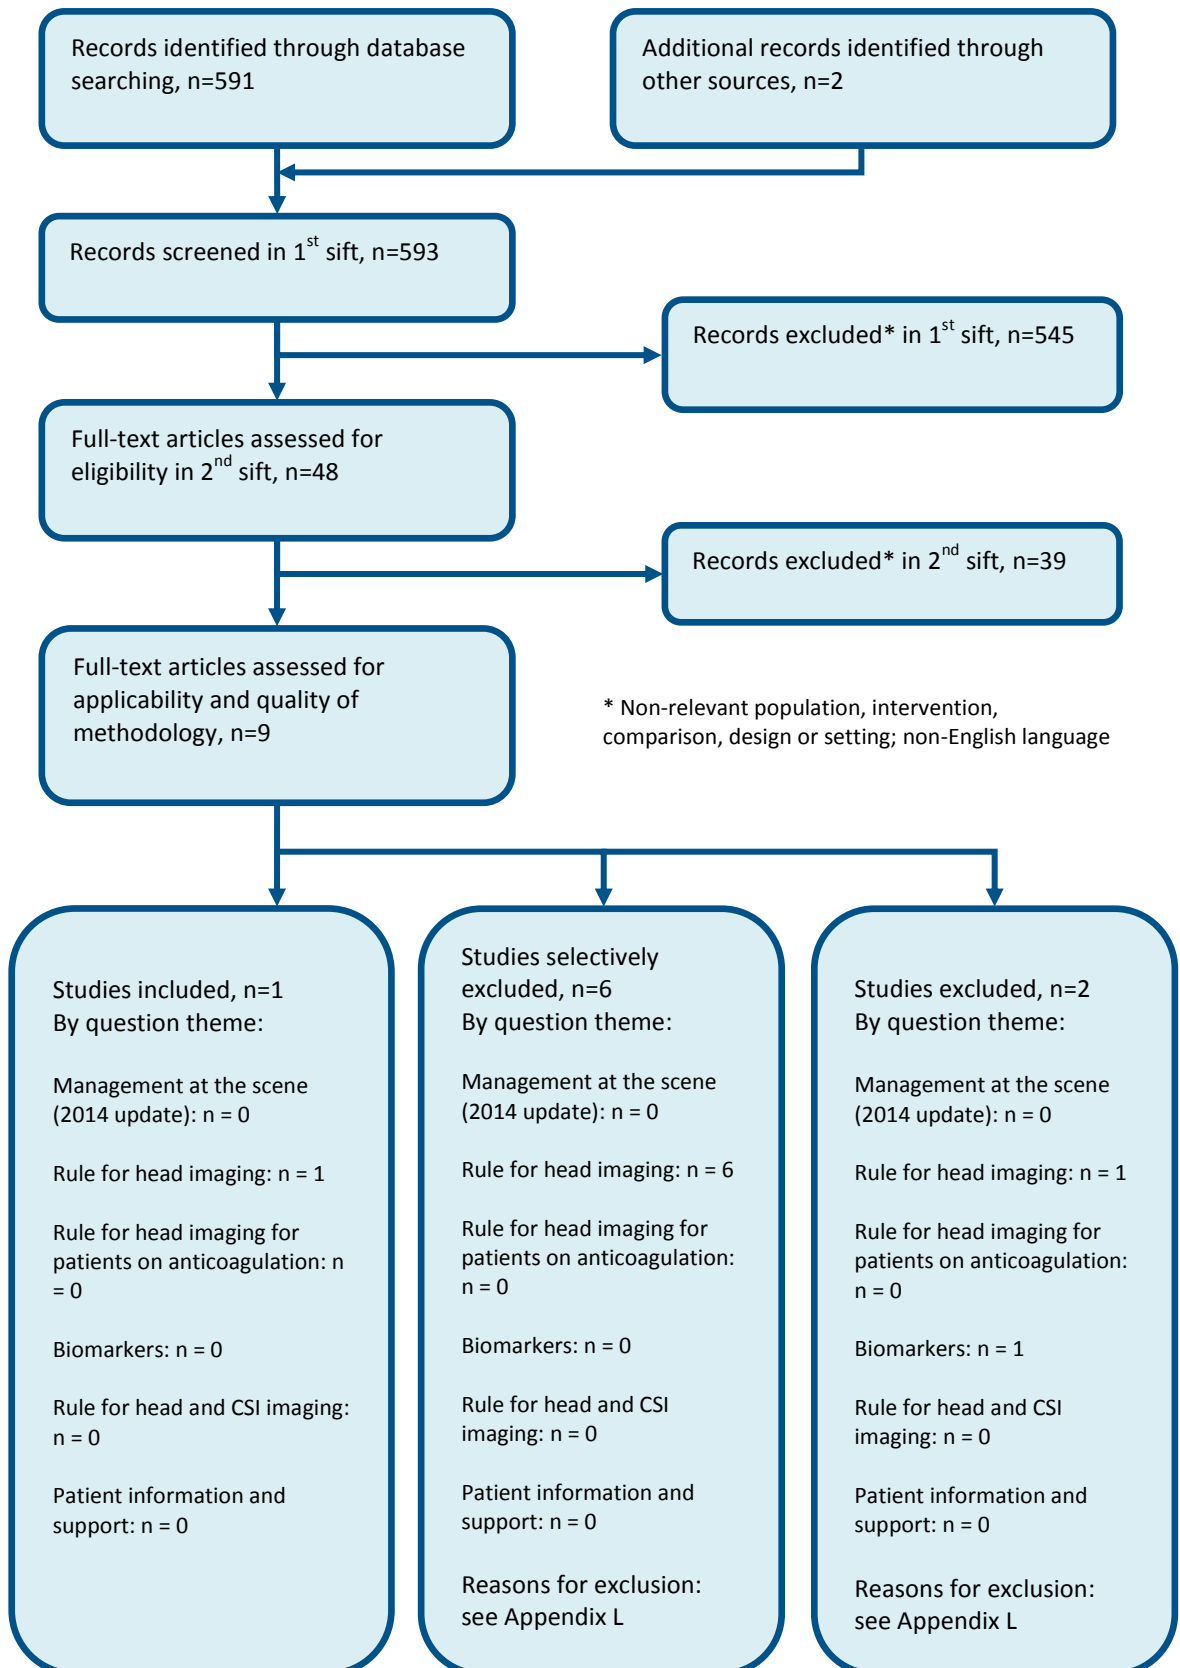 Records identified through database
searching, n=591
Additional records identified through
other sources, n=2
Records screened in 1st sift, n=593
Records excluded* in 1st sift, n=545
Full-text articles assessed for
eligibility in 2nd sift, n=48
Records excluded* in 2nd sift, n=39
Full-text articles assessed for
applicability and quality of
methodology, n=9
* Non-relevant population, intervention,
comparison, design or setting; non-English language
Studies included, n=1
By question theme:
Management at the scene
(2014 update): n = 0
Rule for head imaging: n = 1
Rule for head imaging for
patients on anticoagulation: n
= 0
Biomarkers: n = 0
Rule for head and CSI imaging:
n = 0
Patient information and
support: n = 0
Studies selectively
excluded, n=6
By question theme:
Management at the scene
(2014 update): n = 0
Rule for head imaging: n = 6
Rule for head imaging for
patients on anticoagulation:
n = 0
Biomarkers: n = 0
Rule for head and CSI
imaging: n = 0
Patient information and
support: n = 0
Reasons for exclusion:
see Appendix L
Studies excluded, n=2
By question theme:
Management at the scene
(2014 update): n = 0
Rule for head imaging: n = 1
Rule for head imaging for
patients on anticoagulation:
n = 0
Biomarkers: n = 1
Rule for head and CSI
imaging: n = 0
Patient information and
support: n = 0
Reasons for exclusion:
see Appendix L